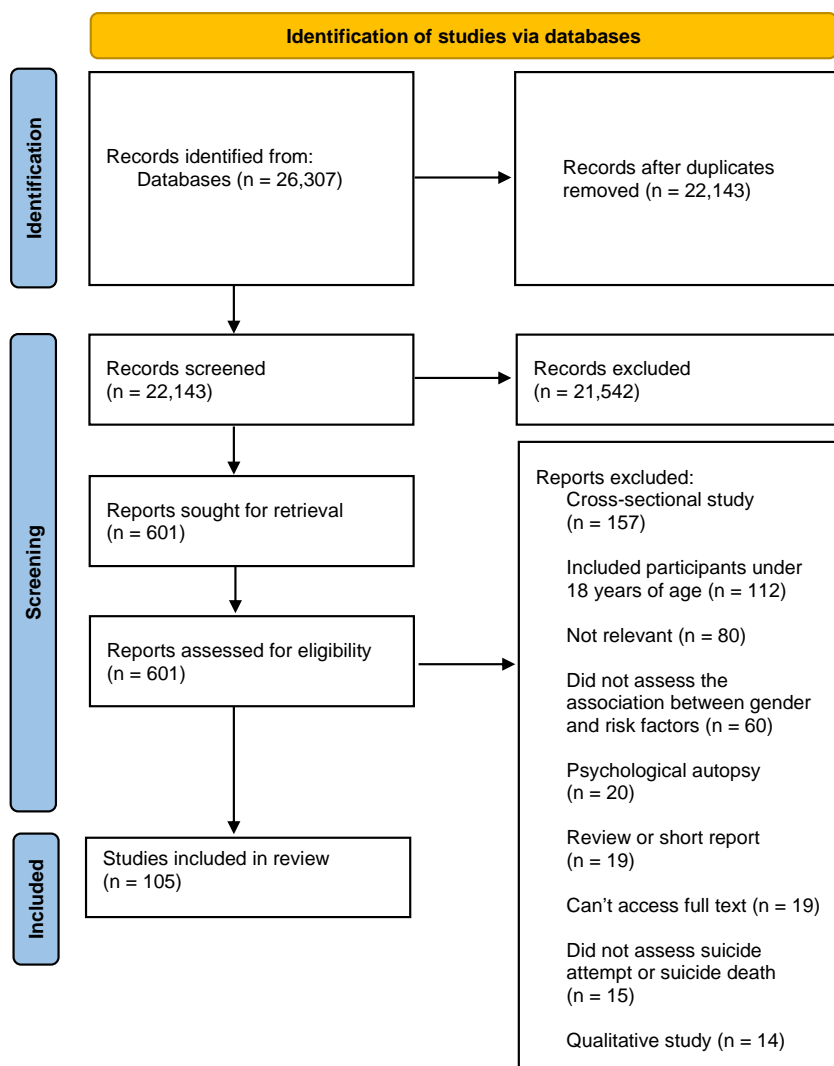 Identification of studies via databases
Identification
Records identified from:
Databases (n = 26,307)
Records after duplicates
removed (n = 22,143)
Screening
Records screened
(n = 22,143)
Records excluded
(n = 21,542)
Reports sought for retrieval
(n = 601)
Reports assessed for eligibility
(n = 601)
Reports excluded:
Cross-sectional study
(n = 157)
Included participants under
18 years of age (n = 112)
Not relevant (n = 80)
Did not assess the
association between gender
and risk factors (n = 60)
Psychological autopsy
(n = 20)
Review or short report
(n = 19)
Can’t access full text (n = 19)
Did not assess suicide
attempt or suicide death
(n = 15)
Qualitative study (n = 14)
Included
Studies included in review
(n = 105)